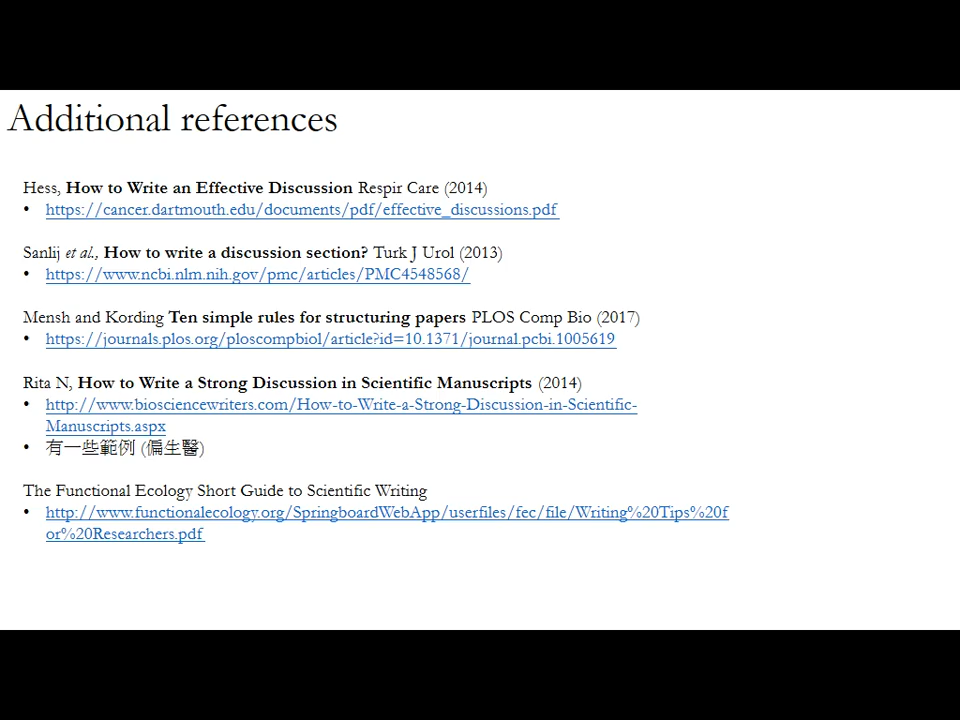 Additional references
Hess, How to Write an Effective Discussion Respir Care (2014)
• https://cancer.dartmouth.edu/documents/pdf/effective_discussions.pdf
Sanlij et al., How to write a discussion section? Turk J Urol (2013)
• https://www.ncbi.nlm.nih.gov/pmc/articles/PMC4548568/
Mensh and Kording Ten simple rules for structuring papers PLOS Comp Bio (2017)
• https://journals.plos.org/ploscompbiol/article?id=10.1371/journal.pcbi.1005619
Rita N, How to Write a Strong Discussion in Scientific Manuscripts (2014)
• http://www.biosciencewriters.com/How-to-Write-a-Strong-Discussion-in-Scientific-
Manuscripts.aspx
• 有一些範例 (偏生醫)
The Functional Ecology Short Guide to Scientific Writing
• http://www.functionalecology.org/SpringboardWebApp/userfiles/fec/file/Writing%20Tips%20f
or%20Researchers.pdf